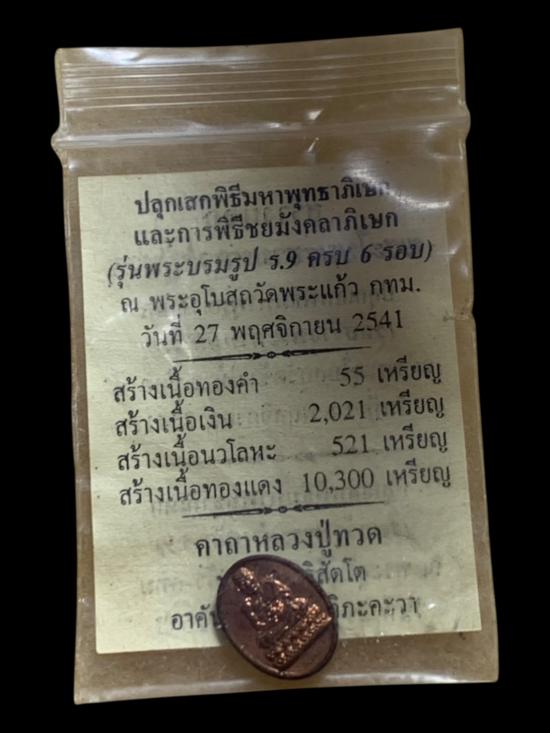 ปลุกเสกพิธีมหาพุทธาภิเษก
และการพิธีชยมังคลาภิเษก
(รุ่นพระบรมรูป ร.9 ครบ 6 รอบ)
ณ พระอุโบสถวัดพระแก้ว กทม.
วันที่ 27 พฤศจิกายน 2541
สร้างเนื้อทองคำ 55 เหรียญ
สร้างเนื้อเงิน 2,021 เหรียญ
สร้างเนื้อนวโลหะ 521 เหรียญ
สร้างเนื้อทองแดง 10,300 เหรียญ
คาถาหลวงปู่ทวด